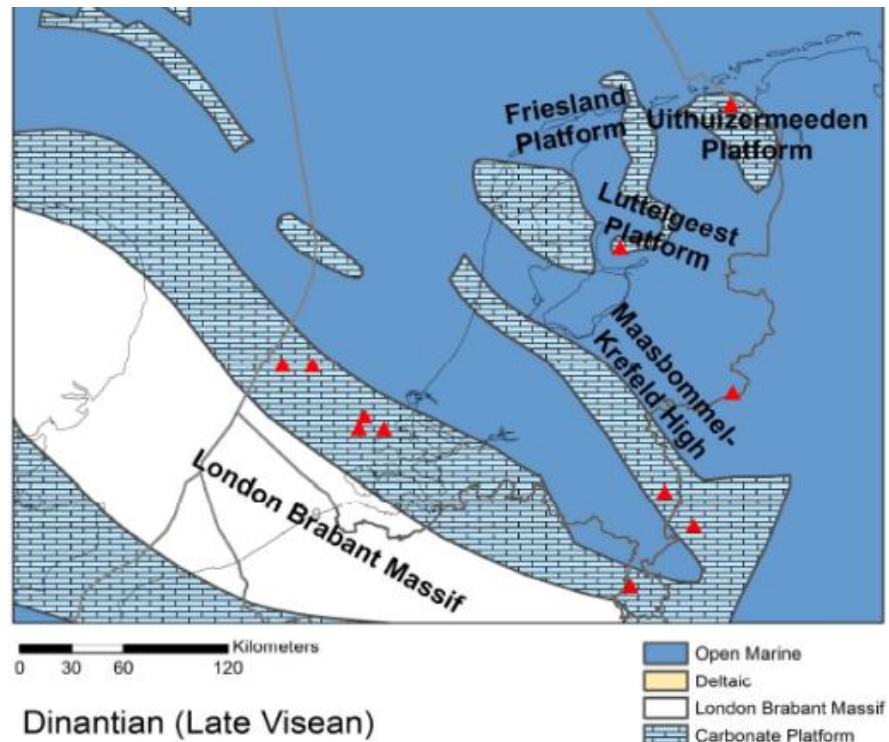 Friesland
Platform
Uithuizermeeden
Platform
Luttelgeest
Platform
Maasbommel-
Krefeld High
London Brabant Massif
Kilometers
0 30 60 120
Open Marine
Deltaic
London Brabant Massif
Carbonate Platform
Dinantian (Late Visean)